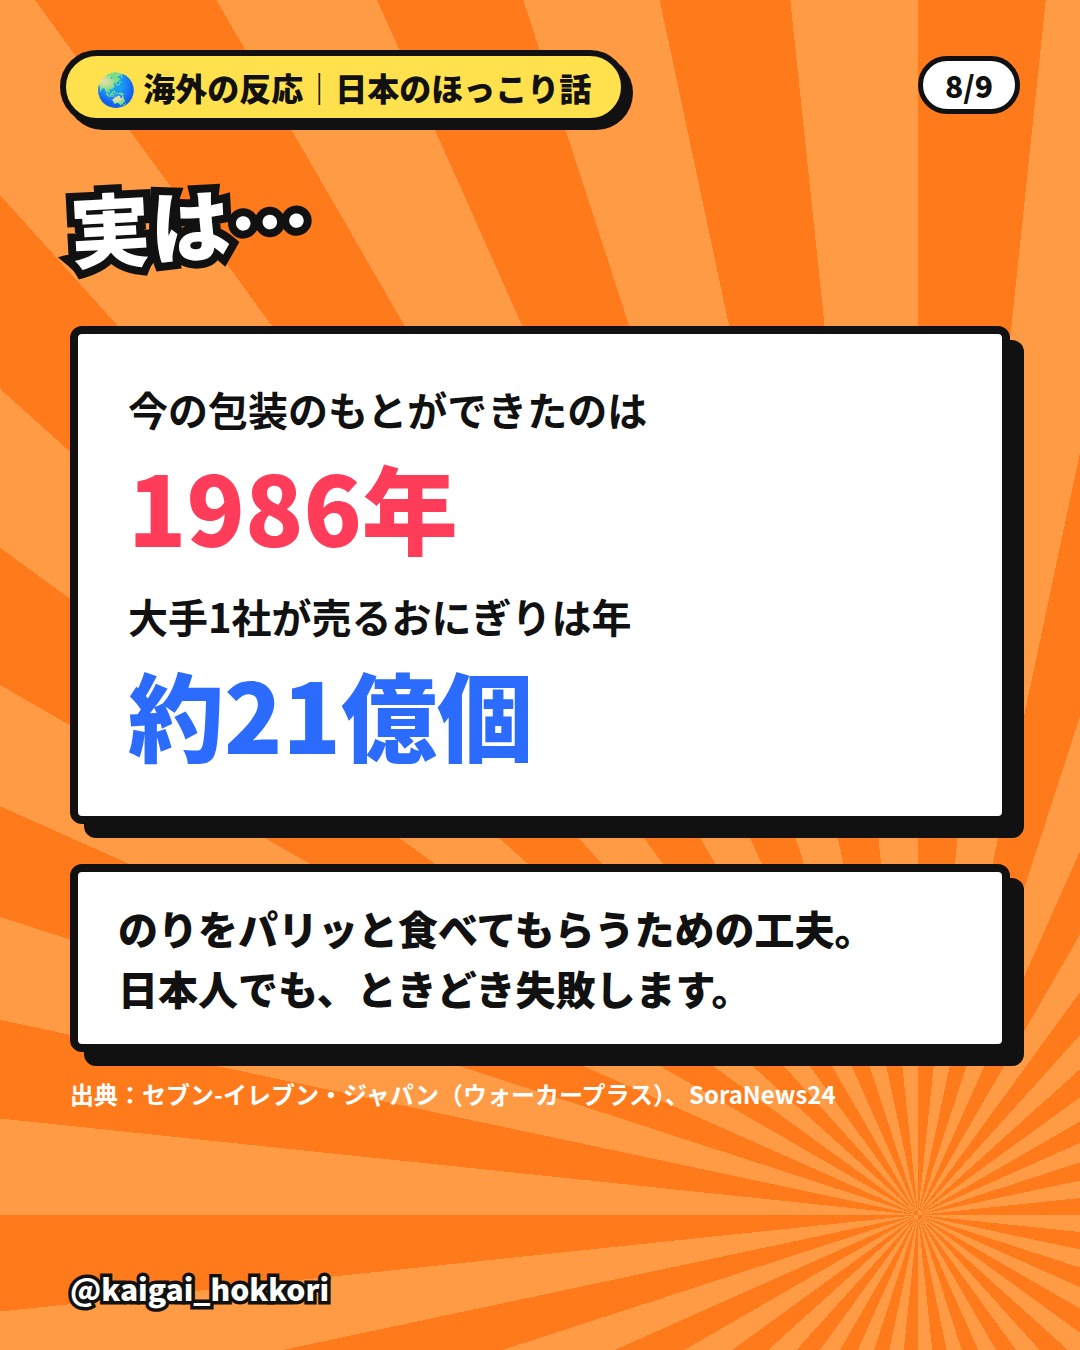 🌏 海外の反応｜日本のほっこり話
8/9
実は…
今の包装のもとができたのは
1986年
大手1社が売るおにぎりは年
約21億個
のりをパリッと食べてもらうための工夫。
日本人でも、ときどき失敗します。
出典：セブン-イレブン・ジャパン（ウォーカープラス）、SoraNews24
@kaigai_hokkori